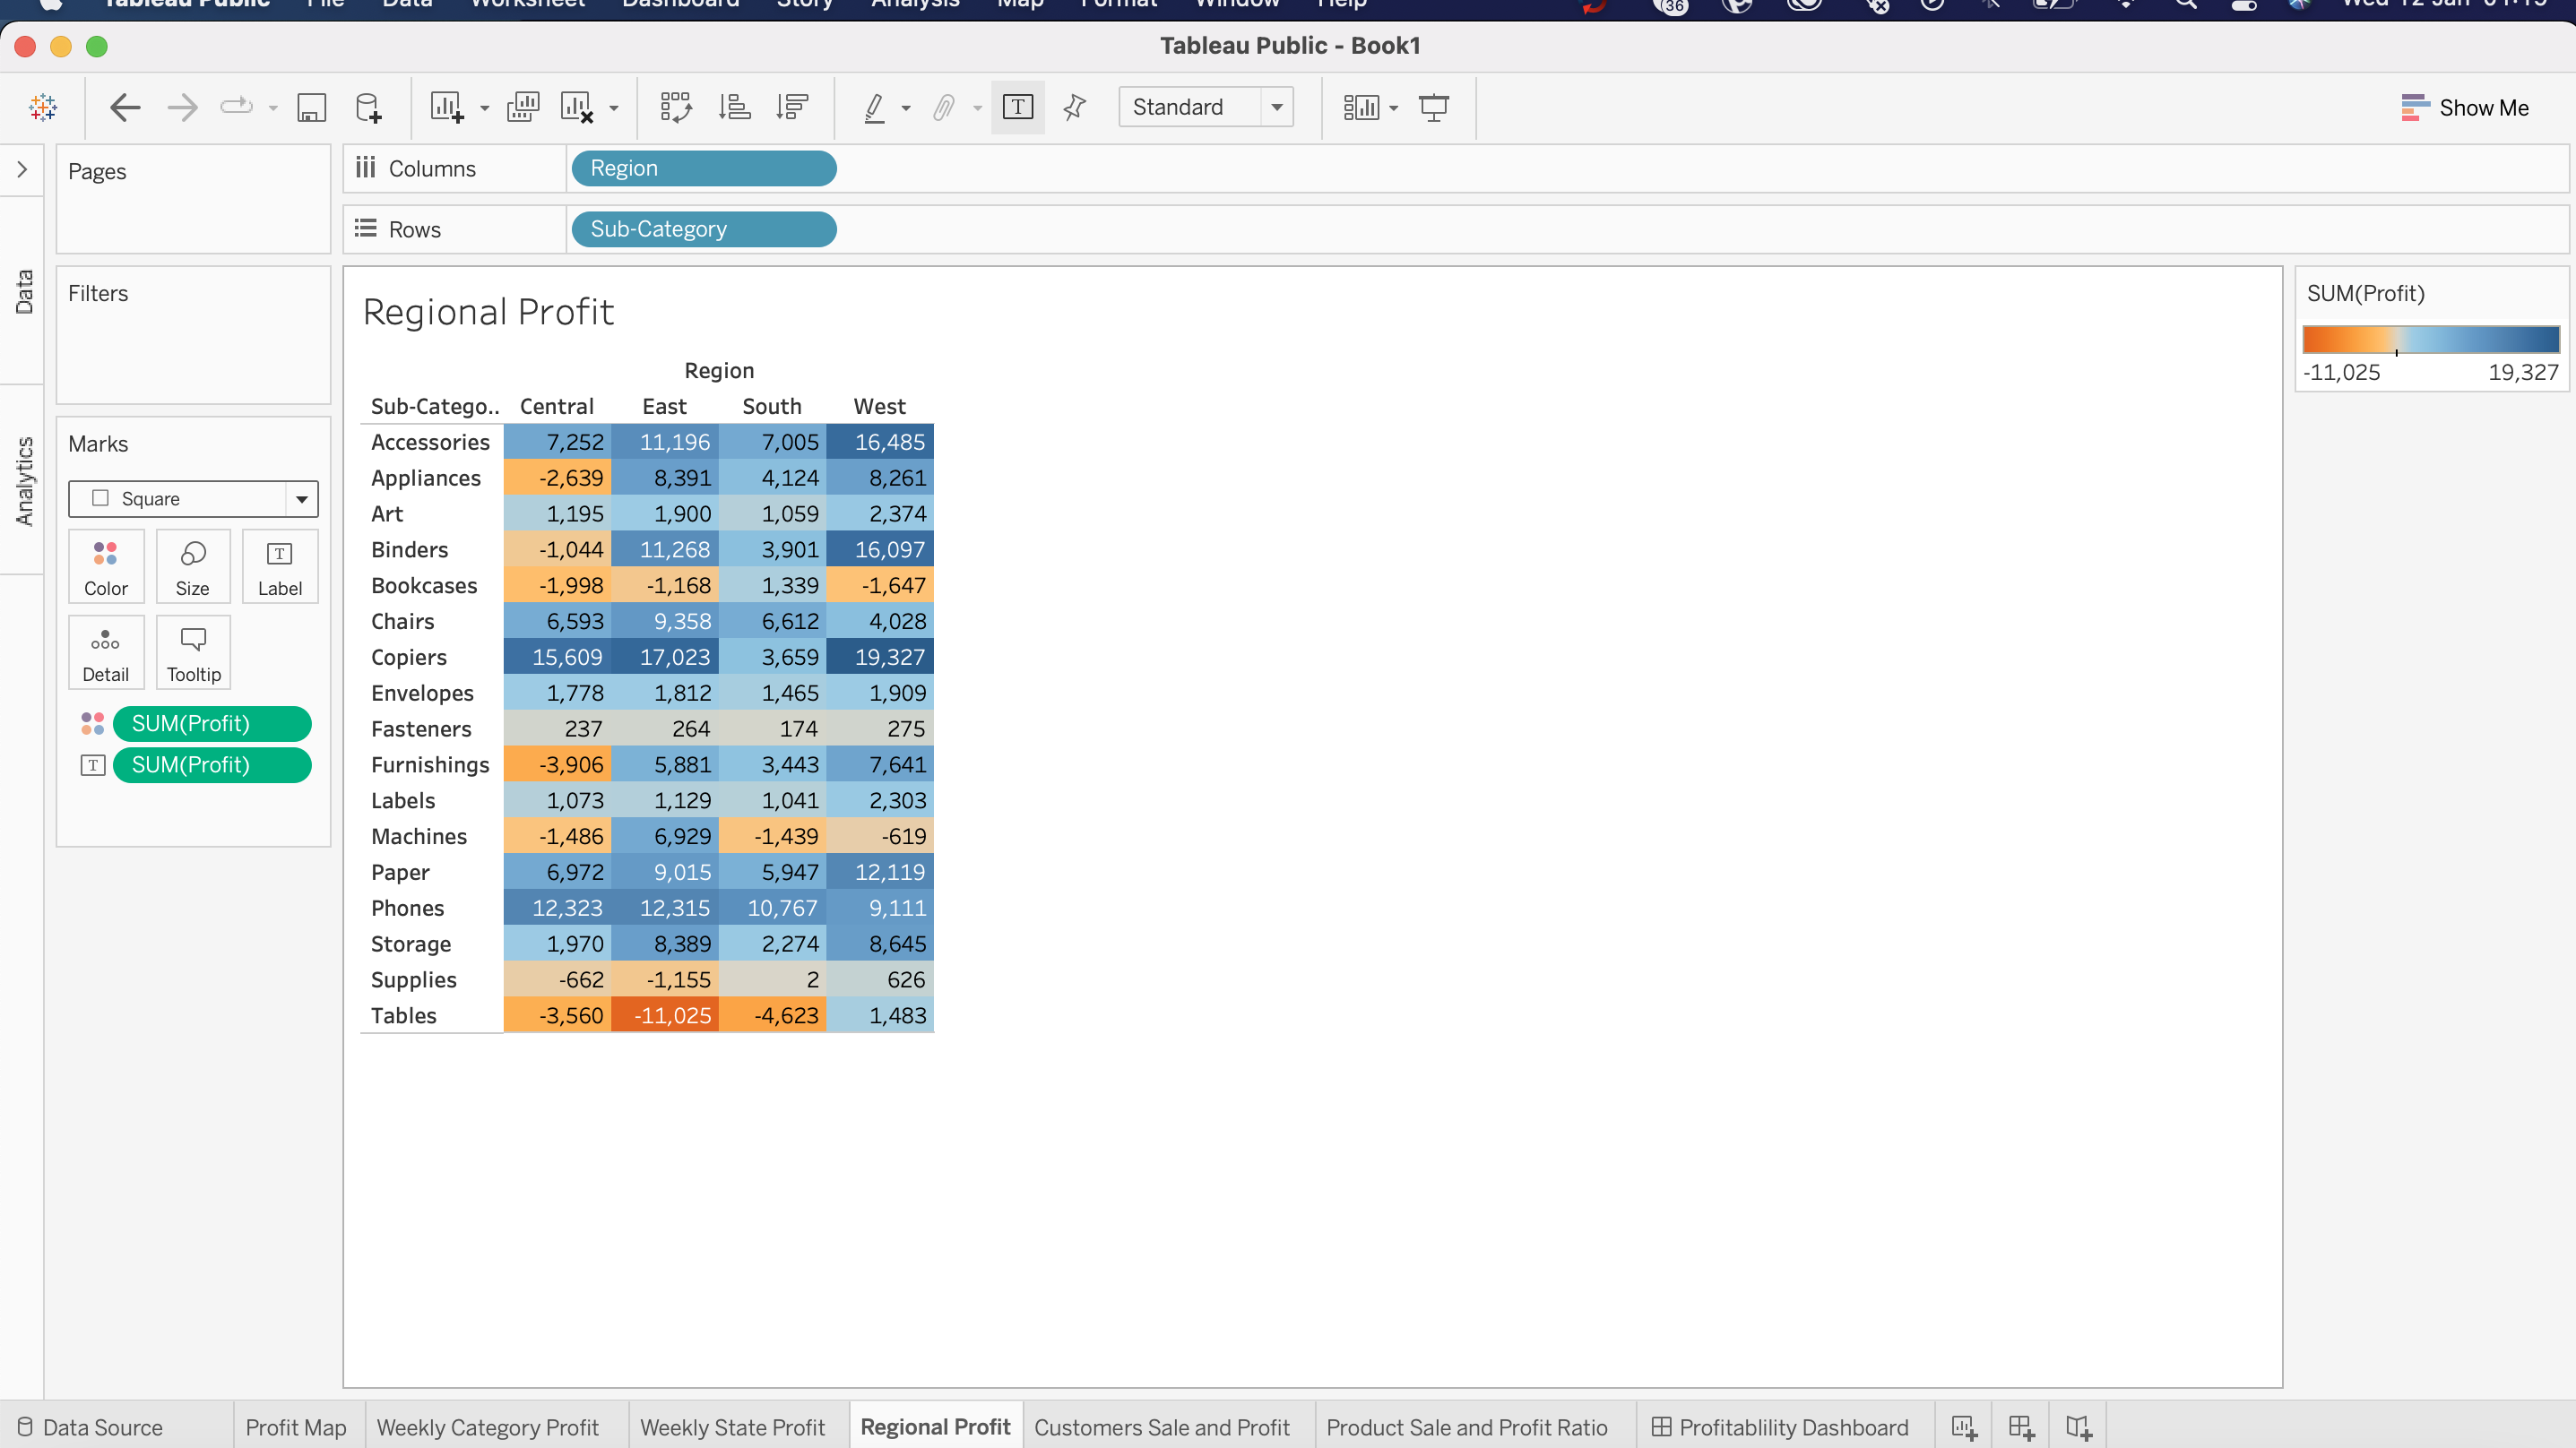 Tableau Public File Data Worksheet Dashboard Story Analysis Map Format Window Help 36 Wed 12 Jan
Tableau Public - Book1
Standard Show Me
Pages
Columns Region
Rows Sub-Category
Data
Analytics
Filters
Marks
Square
Color Size Label
Detail Tooltip
SUM(Profit)
SUM(Profit)
Regional Profit
Region
Sub-Catego.. Central East South West
Accessories 7,252 11,196 7,005 16,485
Appliances -2,639 8,391 4,124 8,261
Art 1,195 1,900 1,059 2,374
Binders -1,044 11,268 3,901 16,097
Bookcases -1,998 -1,168 1,339 -1,647
Chairs 6,593 9,358 6,612 4,028
Copiers 15,609 17,023 3,659 19,327
Envelopes 1,778 1,812 1,465 1,909
Fasteners 237 264 174 275
Furnishings -3,906 5,881 3,443 7,641
Labels 1,073 1,129 1,041 2,303
Machines -1,486 6,929 -1,439 -619
Paper 6,972 9,015 5,947 12,119
Phones 12,323 12,315 10,767 9,111
Storage 1,970 8,389 2,274 8,645
Supplies -662 -1,155 2 626
Tables -3,560 -11,025 -4,623 1,483
SUM(Profit)
-11,025 19,327
Data Source Profit Map Weekly Category Profit Weekly State Profit Regional Profit Customers Sale and Profit Product Sale and Profit Ratio Profitablility Dashboard